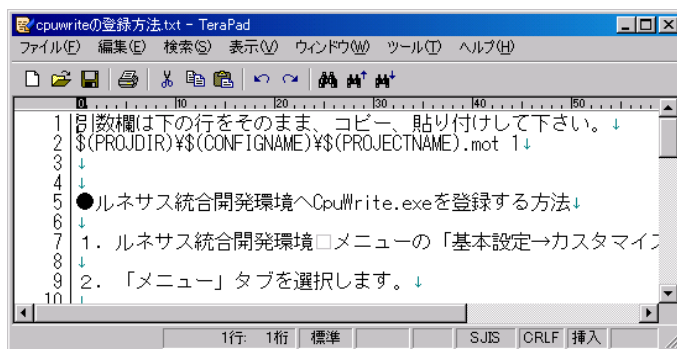 cpuwriteの登録方法.txt - TeraPad
ファイル(F) 編集(E) 検索(S) 表示(V) ウィンドウ(W) ツール(T) ヘルプ(H)
0 10 20 30 40 50
1 引数欄は下の行をそのまま、コピー、貼り付けして下さい。↓
2 $(PROJDIR)¥$(CONFIGNAME)¥$(PROJECTNAME).mot 1↓
3 ↓
4 ↓
5 ●ルネサス統合開発環境へCpuWrite.exeを登録する方法↓
6 ↓
7 1. ルネサス統合開発環境□メニューの「基本設定→カスタマイズ
8 ↓
9 2. 「メニュー」タブを選択します。↓
10 ↓
1行: 1桁 標準 SJIS CRLF 挿入